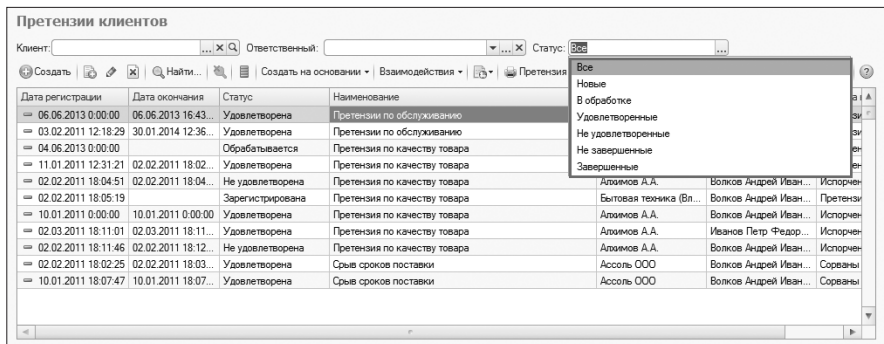 Претензии клиентов
Клиент: ... Ответственный: ... Статус: Все ...
Создать Найти... Создать на основании Взаимодействия Претензия
Все
Новые
В обработке
Удовлетворенные
Не удовлетворенные
Не завершенные
Завершенные
Дата регистрации Дата окончания Статус Наименование
06.06.2013 0:00:00 06.06.2013 16:43... Удовлетворена Претензии по обслуживанию
03.02.2011 12:18:29 30.01.2014 12:36... Удовлетворена Претензии по обслуживанию
04.06.2013 0:00:00 Обрабатывается Претензия по качеству товара
11.01.2011 12:31:21 02.02.2011 18:02... Удовлетворена Претензия по качеству товара
02.02.2011 18:04:51 02.02.2011 18:04... Не удовлетворена Претензия по качеству товара Алхимов А.А. Волков Андрей Иван... Испорчен
02.02.2011 18:05:19 Зарегистрирована Претензия по качеству товара Бытовая техника (Вл... Волков Андрей Иван... Претензи
10.01.2011 0:00:00 10.01.2011 0:00:00 Удовлетворена Претензия по качеству товара Алхимов А.А. Волков Андрей Иван... Испорчен
02.03.2011 18:11:01 02.03.2011 18:11... Удовлетворена Претензия по качеству товара Алхимов А.А. Иванов Петр Федор... Испорчен
02.02.2011 18:11:46 02.02.2011 18:12... Не удовлетворена Претензия по качеству товара Алхимов А.А. Волков Андрей Иван... Испорчен
02.02.2011 18:02:25 02.02.2011 18:03... Удовлетворена Срыв сроков поставки Ассоль ООО Волков Андрей Иван... Сорваны
10.01.2011 18:07:47 10.01.2011 18:07... Удовлетворена Срыв сроков поставки Ассоль ООО Волков Андрей Иван... Сорваны